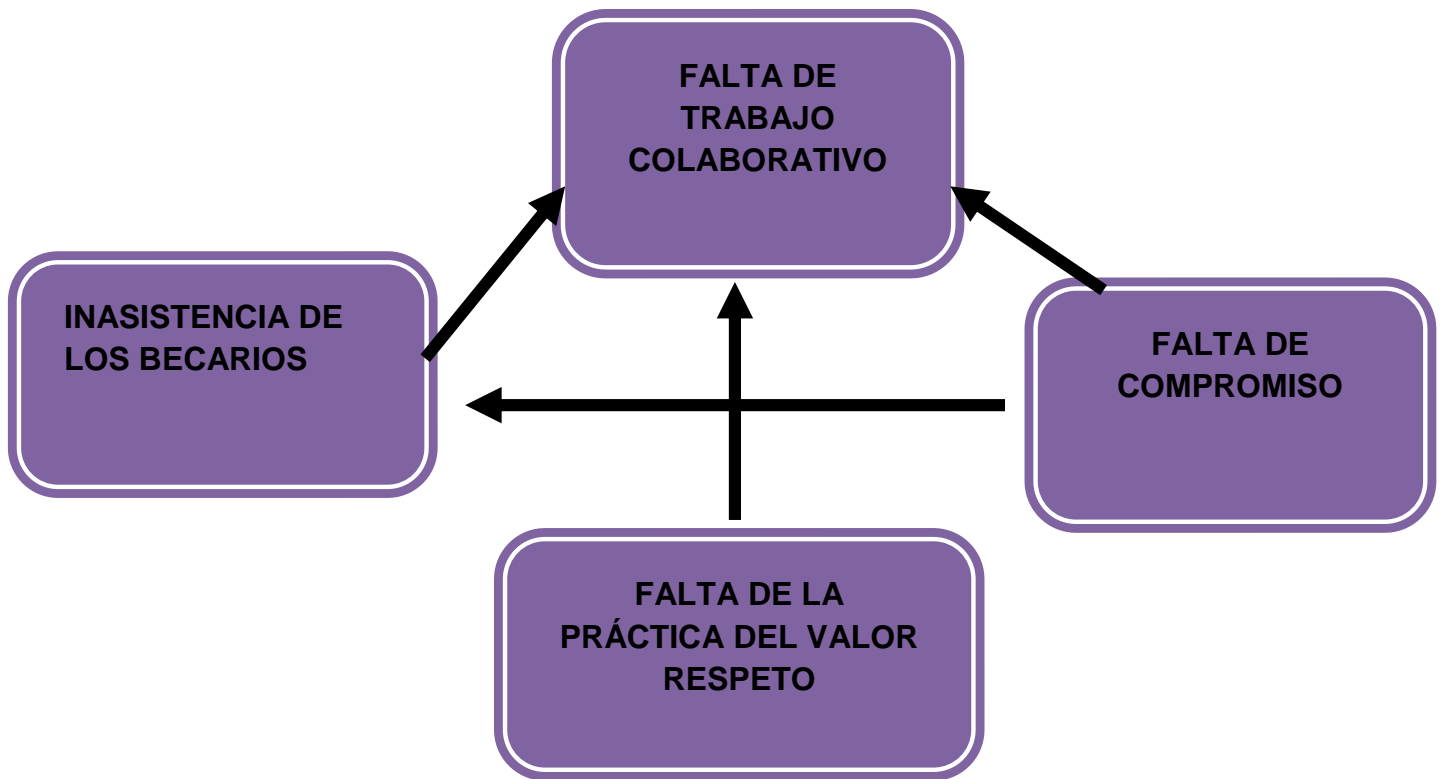 FALTA DE
TRABAJO
COLABORATIVO
INASISTENCIA DE
LOS BECARIOS
FALTA DE
COMPROMISO
FALTA DE LA
PRÁCTICA DEL VALOR
RESPETO